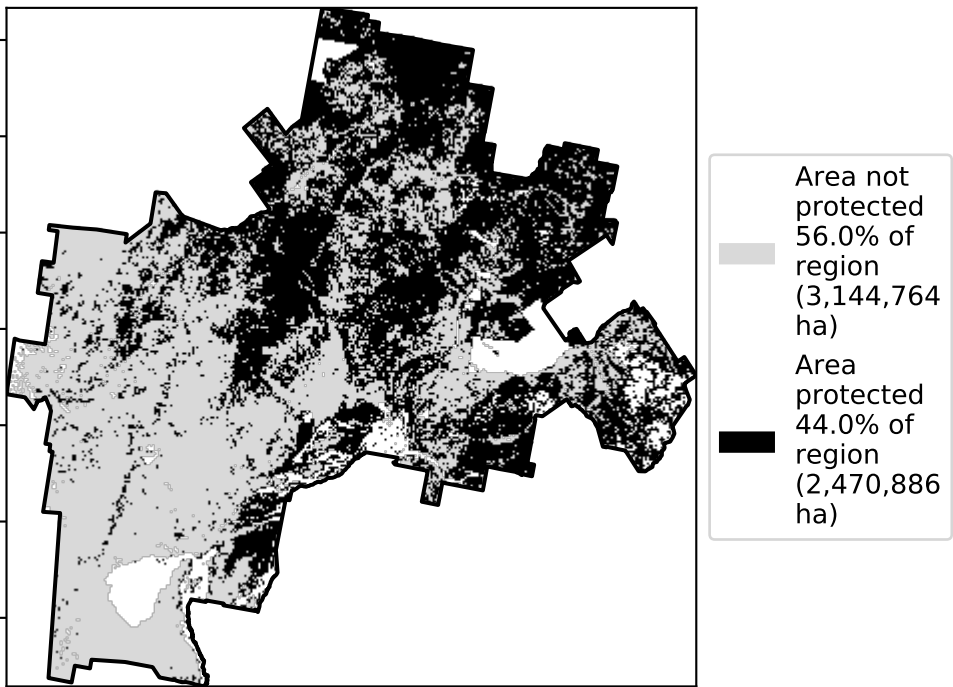 Area not
protected
56.0% of
region
(3,144,764
ha)
Area
protected
44.0% of
region
(2,470,886
ha)